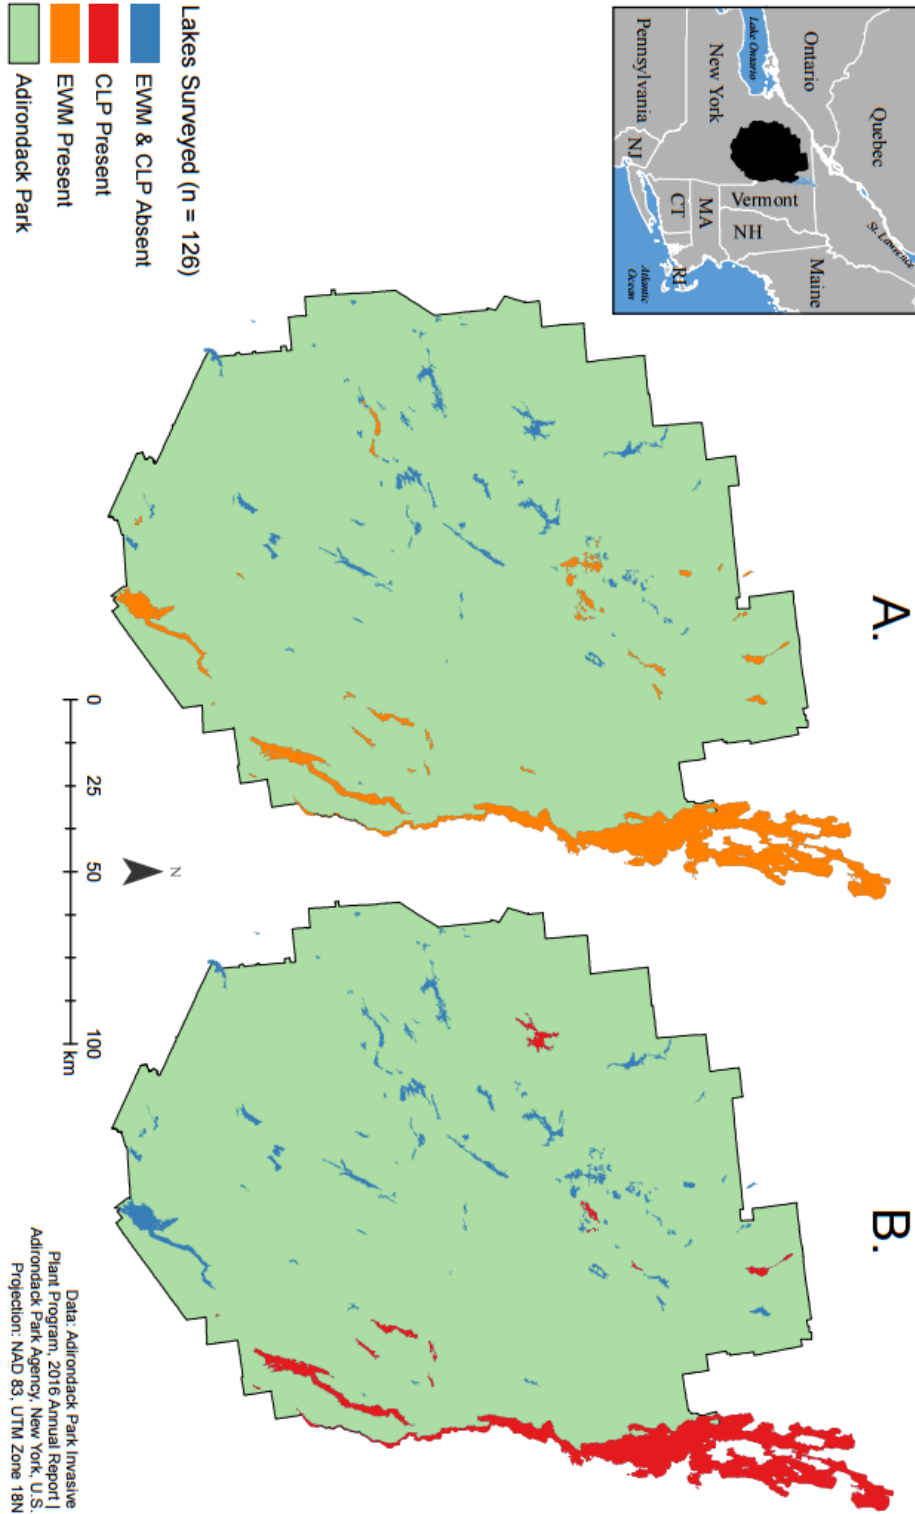 A.
B.
Ontario
Quebec
St. Lawrence
Maine
Lake Ontario
New York
Vermont
NH
MA
CT
RI
Pennsylvania
NJ
Atlantic
Ocean
Lakes Surveyed (n = 126)
EWM & CLP Absent
CLP Present
EWM Present
Adirondack Park
0
25
50
100
km
N
Data: Adirondack Park Invasive
Plant Program, 2016 Annual Report |
Adirondack Park Agency, New York, U.S.
Projection: NAD 83, UTM Zone 18N